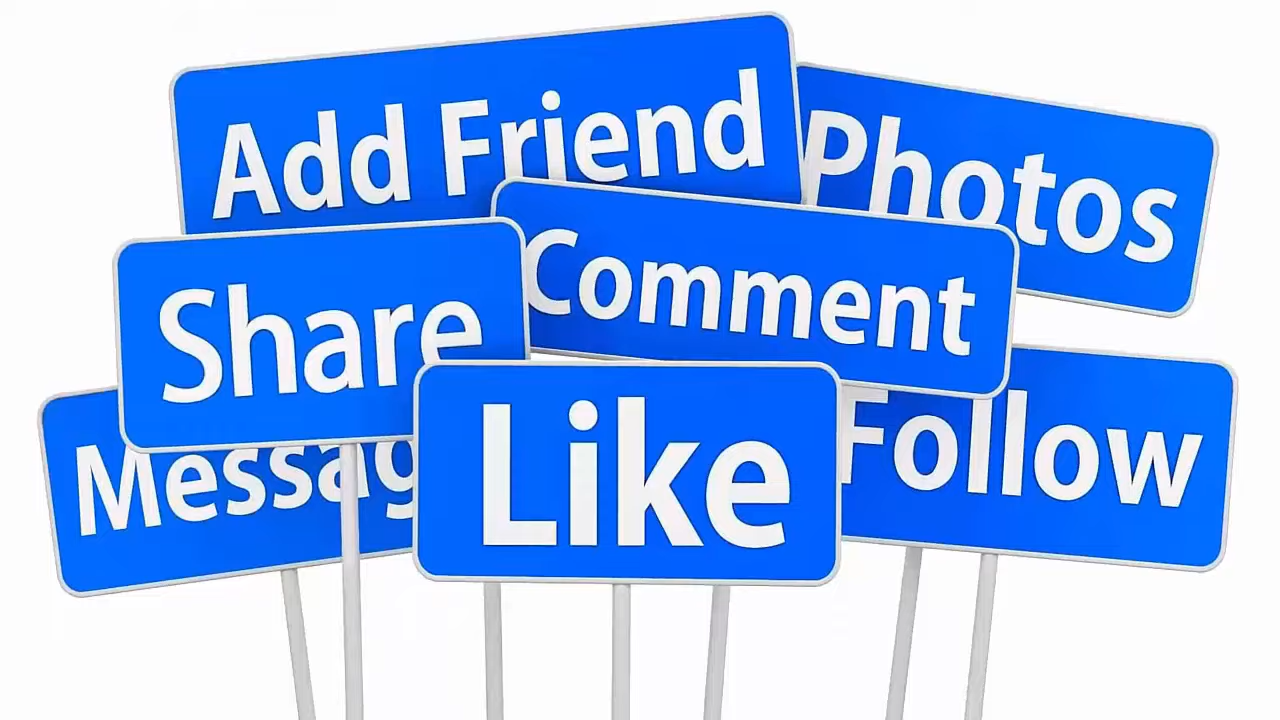 Add Friend
Photos
Comment
Share
Messag
Like
Follow